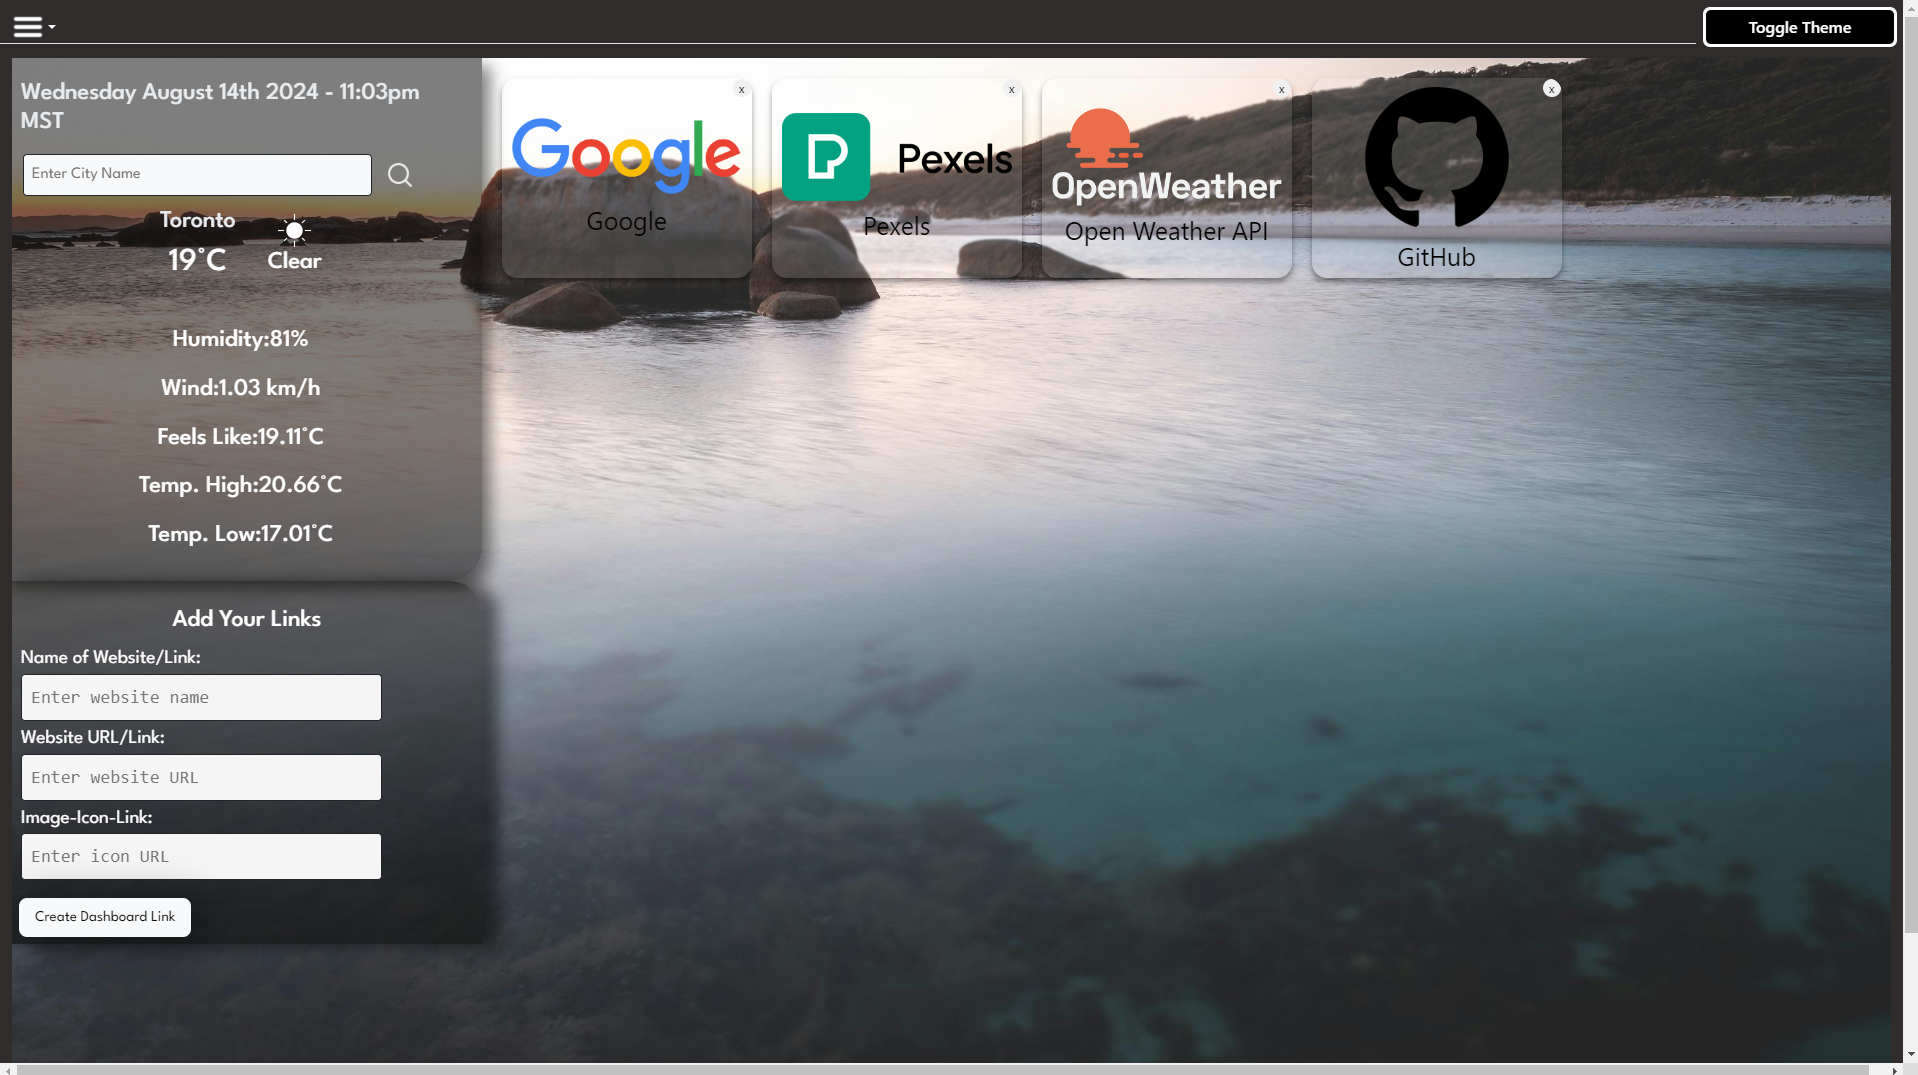 Toggle Theme
Wednesday August 14th 2024 - 11:03pm
MST
Enter City Name
Toronto
19°C
Clear
Humidity:81%
Wind:1.03 km/h
Feels Like:19.11°C
Temp. High:20.66°C
Temp. Low:17.01°C
Add Your Links
Name of Website/Link:
Enter website name
Website URL/Link:
Enter website URL
Image-Icon-Link:
Enter icon URL
Create Dashboard Link
x
Google
Google
x
Pexels
Pexels
x
OpenWeather
Open Weather API
x
GitHub